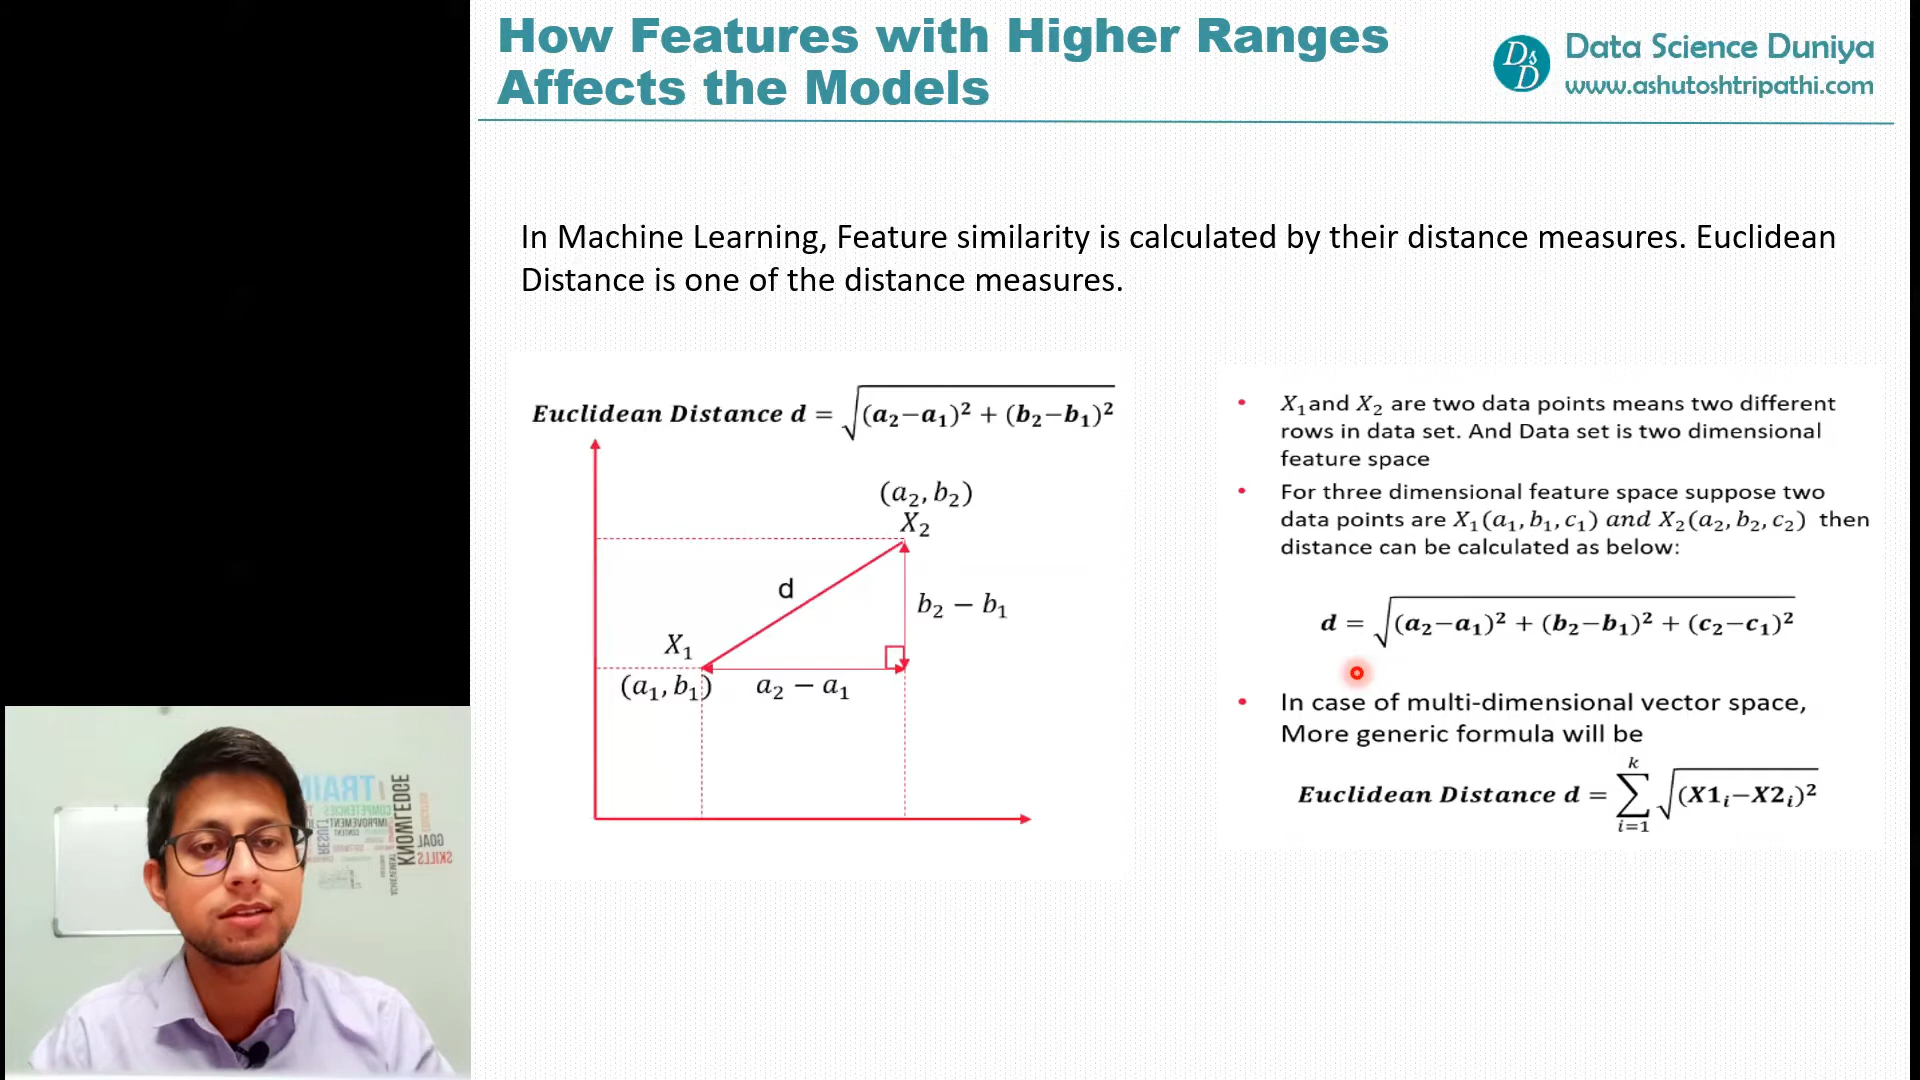 How Features with Higher Ranges
Affects the Models
DsD
Data Science Duniya
www.ashutoshtripathi.com
In Machine Learning, Feature similarity is calculated by their distance measures. Euclidean
Distance is one of the distance measures.
Euclidean Distance d = √(a₂−a₁)² + (b₂−b₁)²
(a₂, b₂)
X₂
d
b₂ − b₁
X₁
(a₁, b₁)
a₂ − a₁
• X₁and X₂ are two data points means two different
rows in data set. And Data set is two dimensional
feature space
• For three dimensional feature space suppose two
data points are X₁(a₁, b₁, c₁) and X₂(a₂, b₂, c₂) then
distance can be calculated as below:
d = √(a₂−a₁)² + (b₂−b₁)² + (c₂−c₁)²
• In case of multi-dimensional vector space,
More generic formula will be
k
Euclidean Distance d = ∑ √(X1ᵢ−X2ᵢ)²
i=1
TRAIN
COMPETENCIES
IMPROVEMENT
RESULT
KNOWLEDGE
GOAL
SKILLS